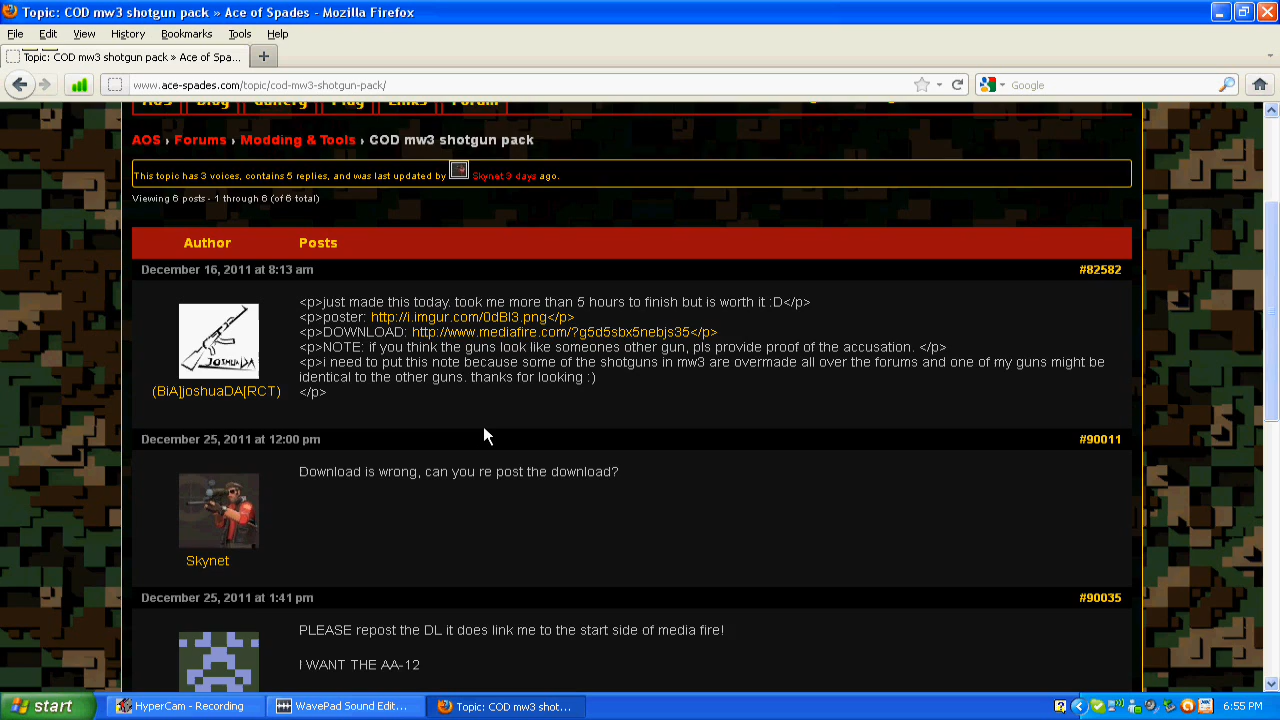 Topic: COD mw3 shotgun pack » Ace of Spades - Mozilla Firefox
File Edit View History Bookmarks Tools Help
Topic: COD mw3 shotgun pack » Ace of Spa...
www.ace-spades.com/topic/cod-mw3-shotgun-pack/
Google
AOS Blog Gallery Play Links Forum
AOS › Forums › Modding & Tools › COD mw3 shotgun pack
This topic has 3 voices, contains 5 replies, and was last updated by Skynet 3 days ago.
Viewing 6 posts - 1 through 6 (of 6 total)
Author Posts
December 16, 2011 at 8:13 am #82582
<p>just made this today. took me more than 5 hours to finish but is worth it :D</p>
<p>poster: http://i.imgur.com/0dBI3.png</p>
<p>DOWNLOAD: http://www.mediafire.com/?g5d5sbx5nebjs35</p>
<p>NOTE: if you think the guns look like someones other gun, pls provide proof of the accusation. </p>
<p>i need to put this note because some of the shotguns in mw3 are overmade all over the forums and one of my guns might be
identical to the other guns. thanks for looking :)
</p>
JOSHUADA
(BiA]joshuaDA[RCT)
December 25, 2011 at 12:00 pm #90011
Download is wrong, can you re post the download?
Skynet
December 25, 2011 at 1:41 pm #90035
PLEASE repost the DL it does link me to the start side of media fire!
I WANT THE AA-12
start HyperCam - Recording WavePad Sound Edit... Topic: COD mw3 shot... 6:55 PM